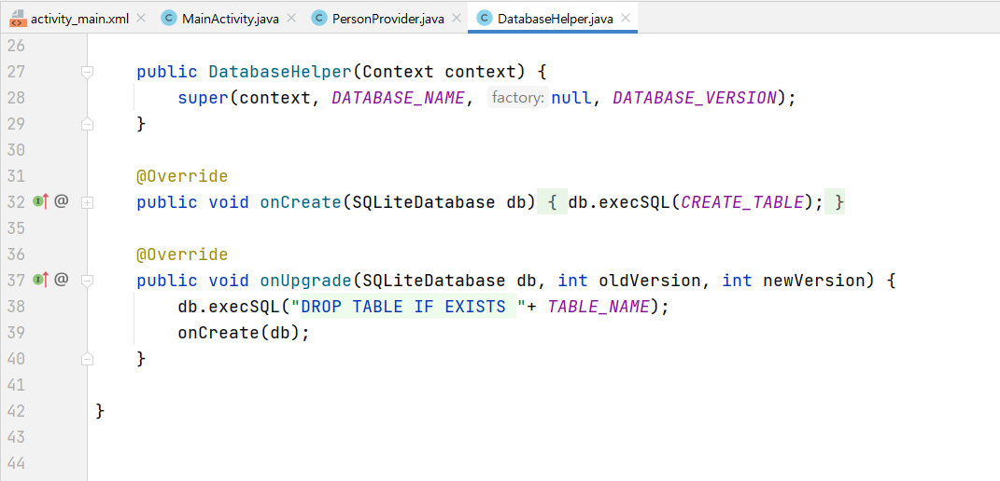 activity_main.xml MainActivity.java PersonProvider.java DatabaseHelper.java
26
27 public DatabaseHelper(Context context) {
28 super(context, DATABASE_NAME, factory: null, DATABASE_VERSION);
29 }
30
31 @Override
32 public void onCreate(SQLiteDatabase db) { db.execSQL(CREATE_TABLE); }
35
36 @Override
37 public void onUpgrade(SQLiteDatabase db, int oldVersion, int newVersion) {
38 db.execSQL("DROP TABLE IF EXISTS "+ TABLE_NAME);
39 onCreate(db);
40 }
41
42 }
43
44